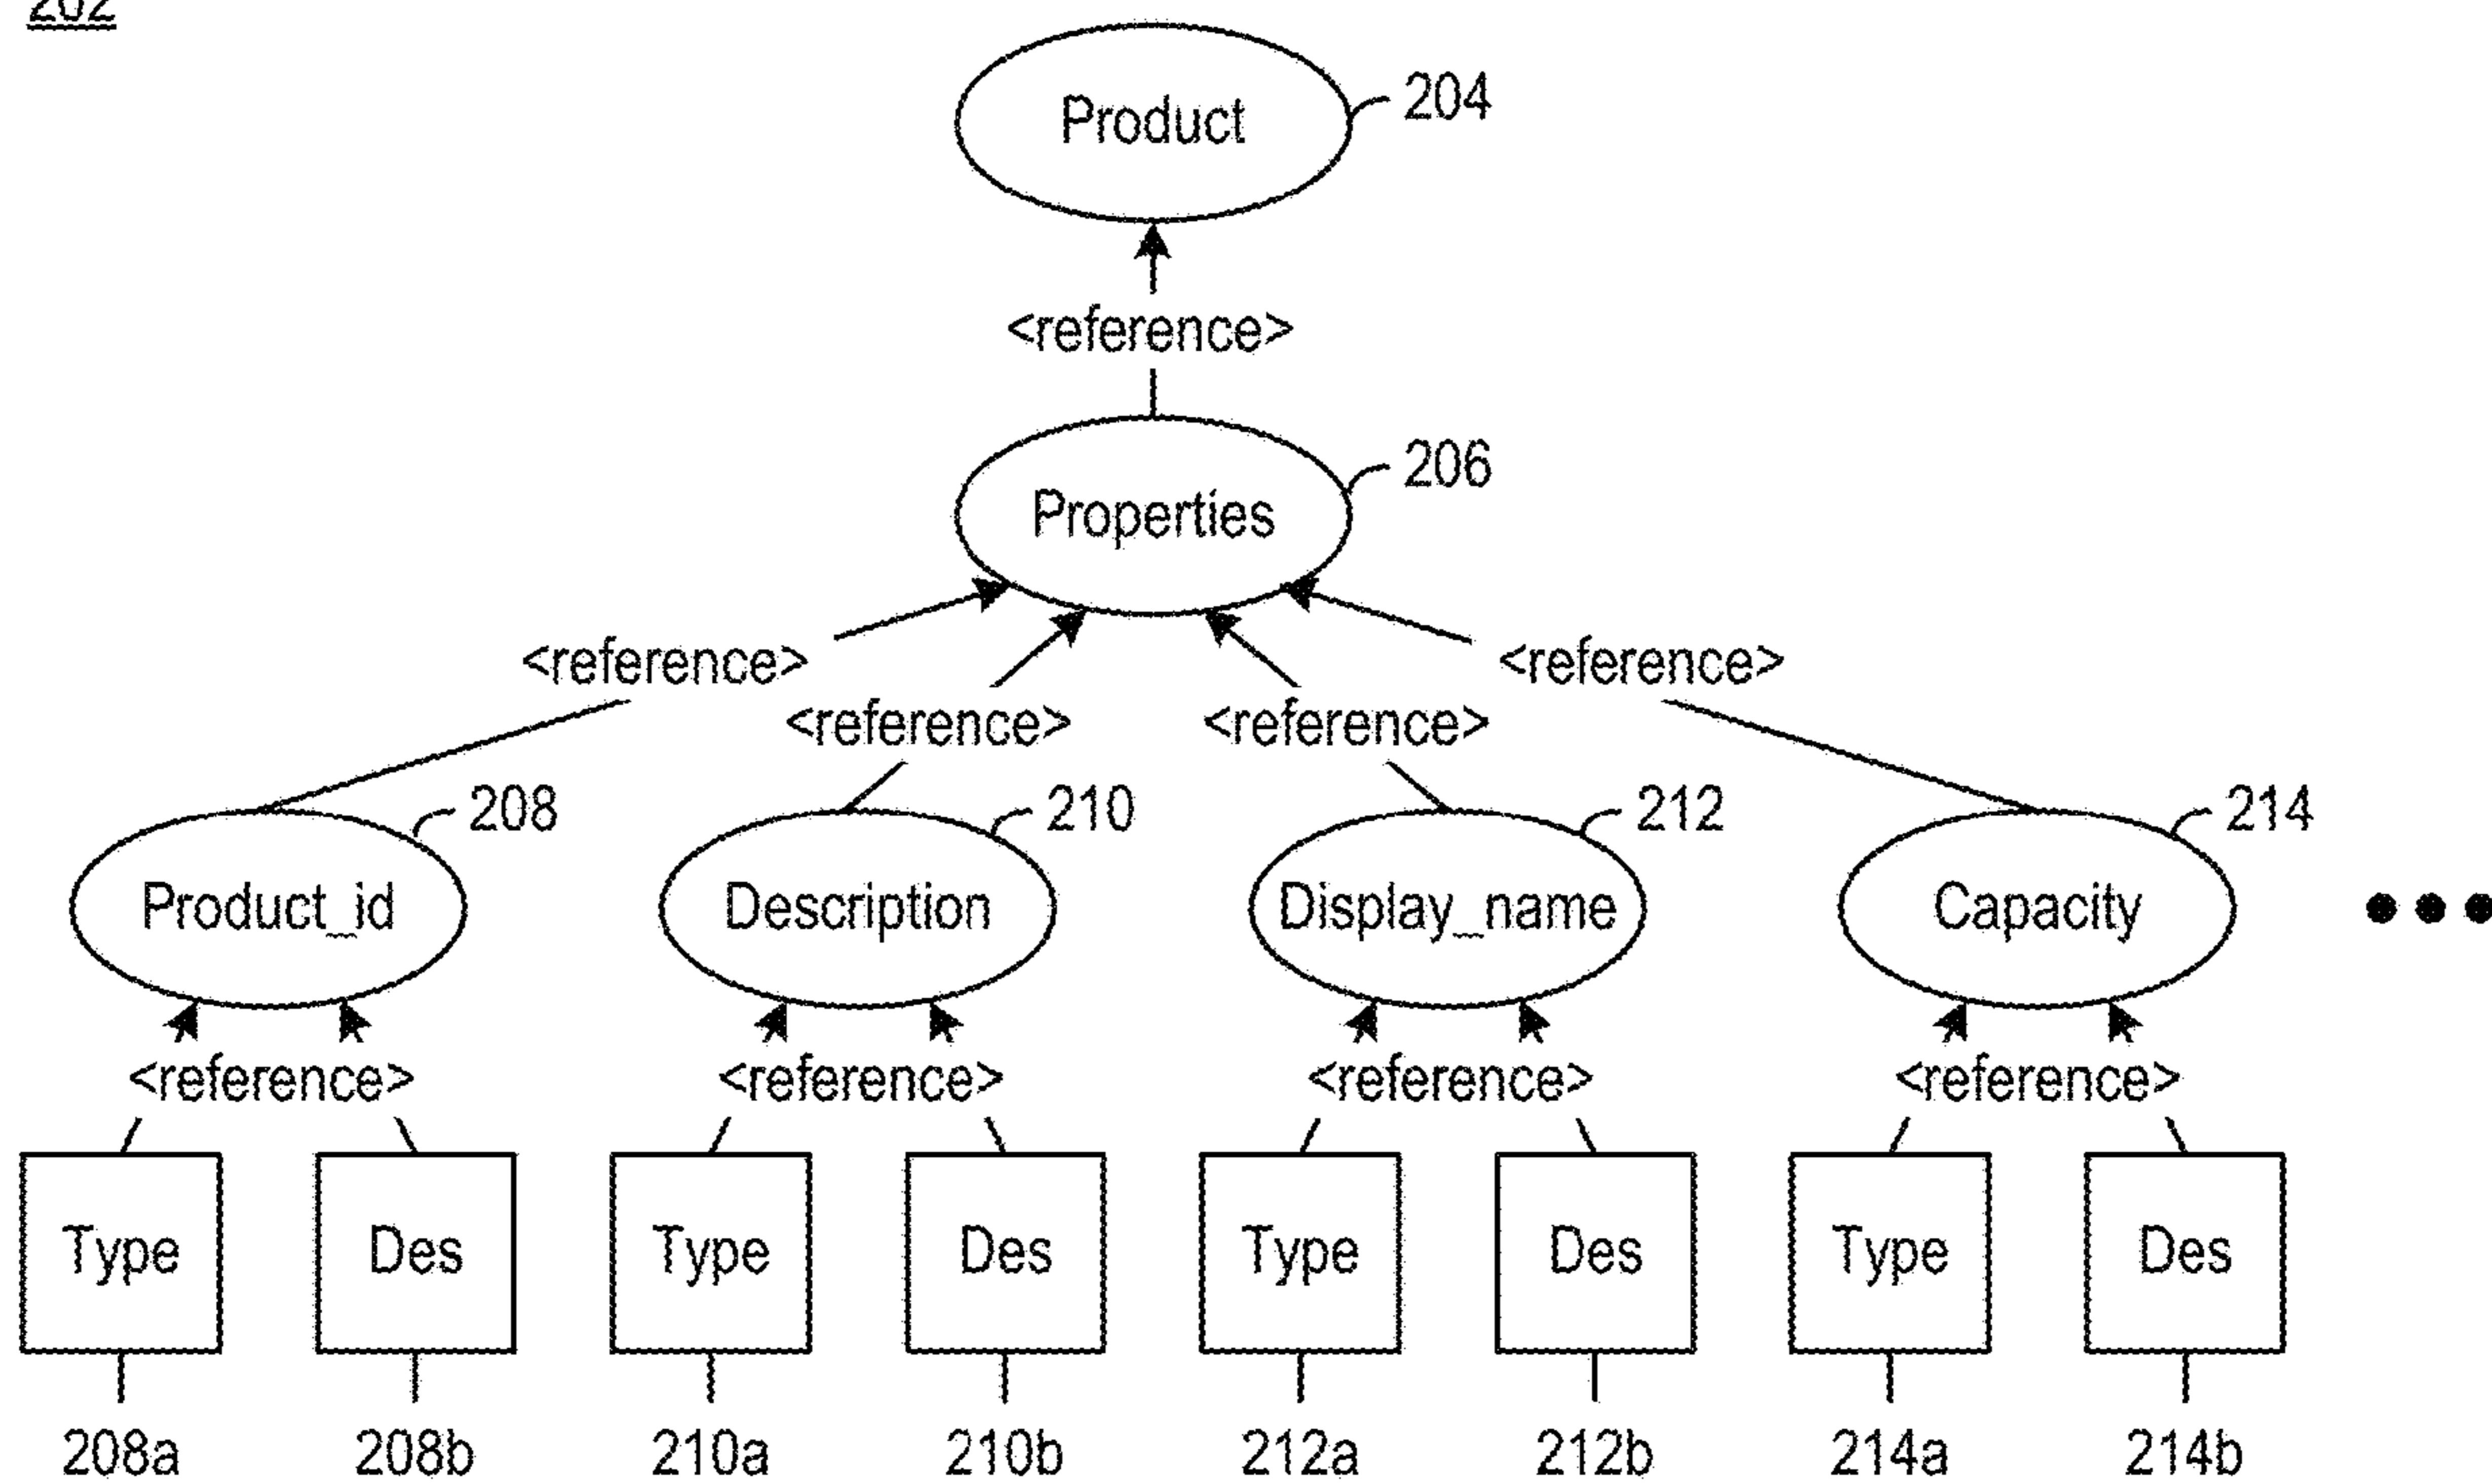 202
Product
204
<reference>
Properties
206
<reference>
<reference>
<reference>
<reference>
208
210
212
214
Product_id
Description
Display_name
Capacity
<reference>
<reference>
<reference>
<reference>
Type
Des
Type
Des
Type
Des
Type
Des
208a
208b
210a
210b
212a
212b
214a
214b